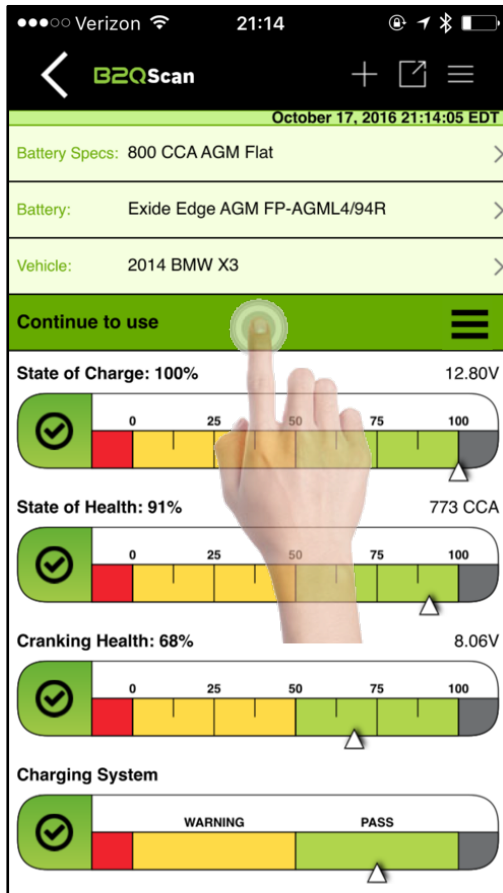 Verizon 21:14
B2QScan
October 17, 2016 21:14:05 EDT
Battery Specs: 800 CCA AGM Flat
Battery: Exide Edge AGM FP-AGML4/94R
Vehicle: 2014 BMW X3
Continue to use
State of Charge: 100% 12.80V
0 25 50 75 100
State of Health: 91% 773 CCA
0 25 50 75 100
Cranking Health: 68% 8.06V
0 25 50 75 100
Charging System
WARNING PASS